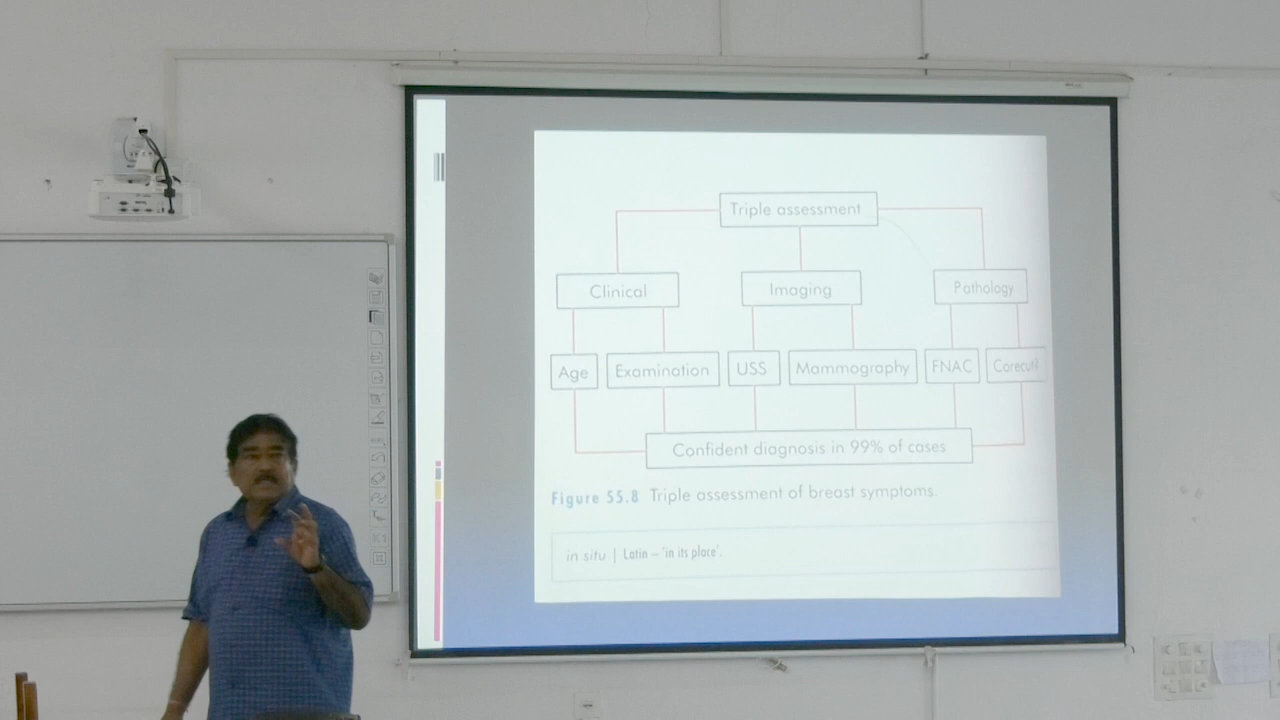 Triple assessment
Clinical
Imaging
Pathology
Age
Examination
USS
Mammography
FNAC
Confident diagnosis in 99% of cases
Figure 55.8 Triple assessment of breast symptoms.
in situ | Latin – 'in its place'.